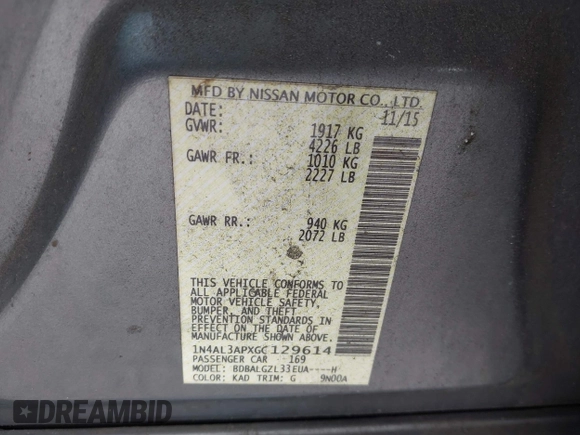 MFD BY NISSAN MOTOR CO., LTD.
DATE: 11/15
GVWR: 1917 KG
4226 LB
GAWR FR.: 1010 KG
2227 LB
GAWR RR.: 940 KG
2072 LB
THIS VEHICLE CONFORMS TO
ALL APPLICABLE FEDERAL
MOTOR VEHICLE SAFETY,
BUMPER, AND THEFT
PREVENTION STANDARDS
IN EFFECT ON THE DATE OF
MANUFACTURE SHOWN ABOVE.
1N4AL3APXGC129614
PASSENGER CAR 169
MODEL: BDBALGZL33EUA----H
COLOR: KAD TRIM: G 9N00A
DREAMBID